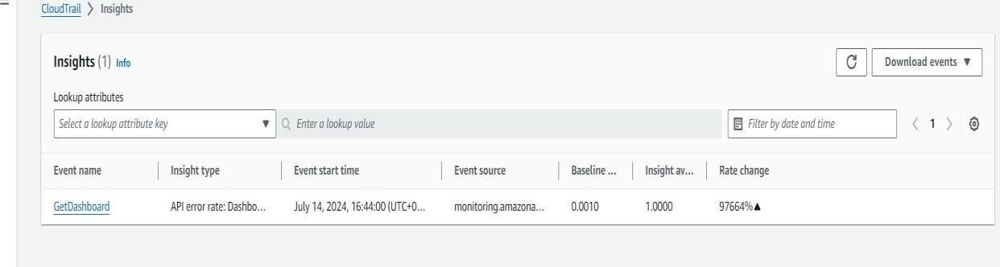 CloudTrail > Insights
Insights (1) Info
Download events
Lookup attributes
Select a lookup attribute key Enter a lookup value Filter by date and time 1
Event name Insight type Event start time Event source Baseline ... Insight av... Rate change
GetDashboard API error rate: Dashbo... July 14, 2024, 16:44:00 (UTC+0... monitoring.amazona... 0.0010 1.0000 97664%▲